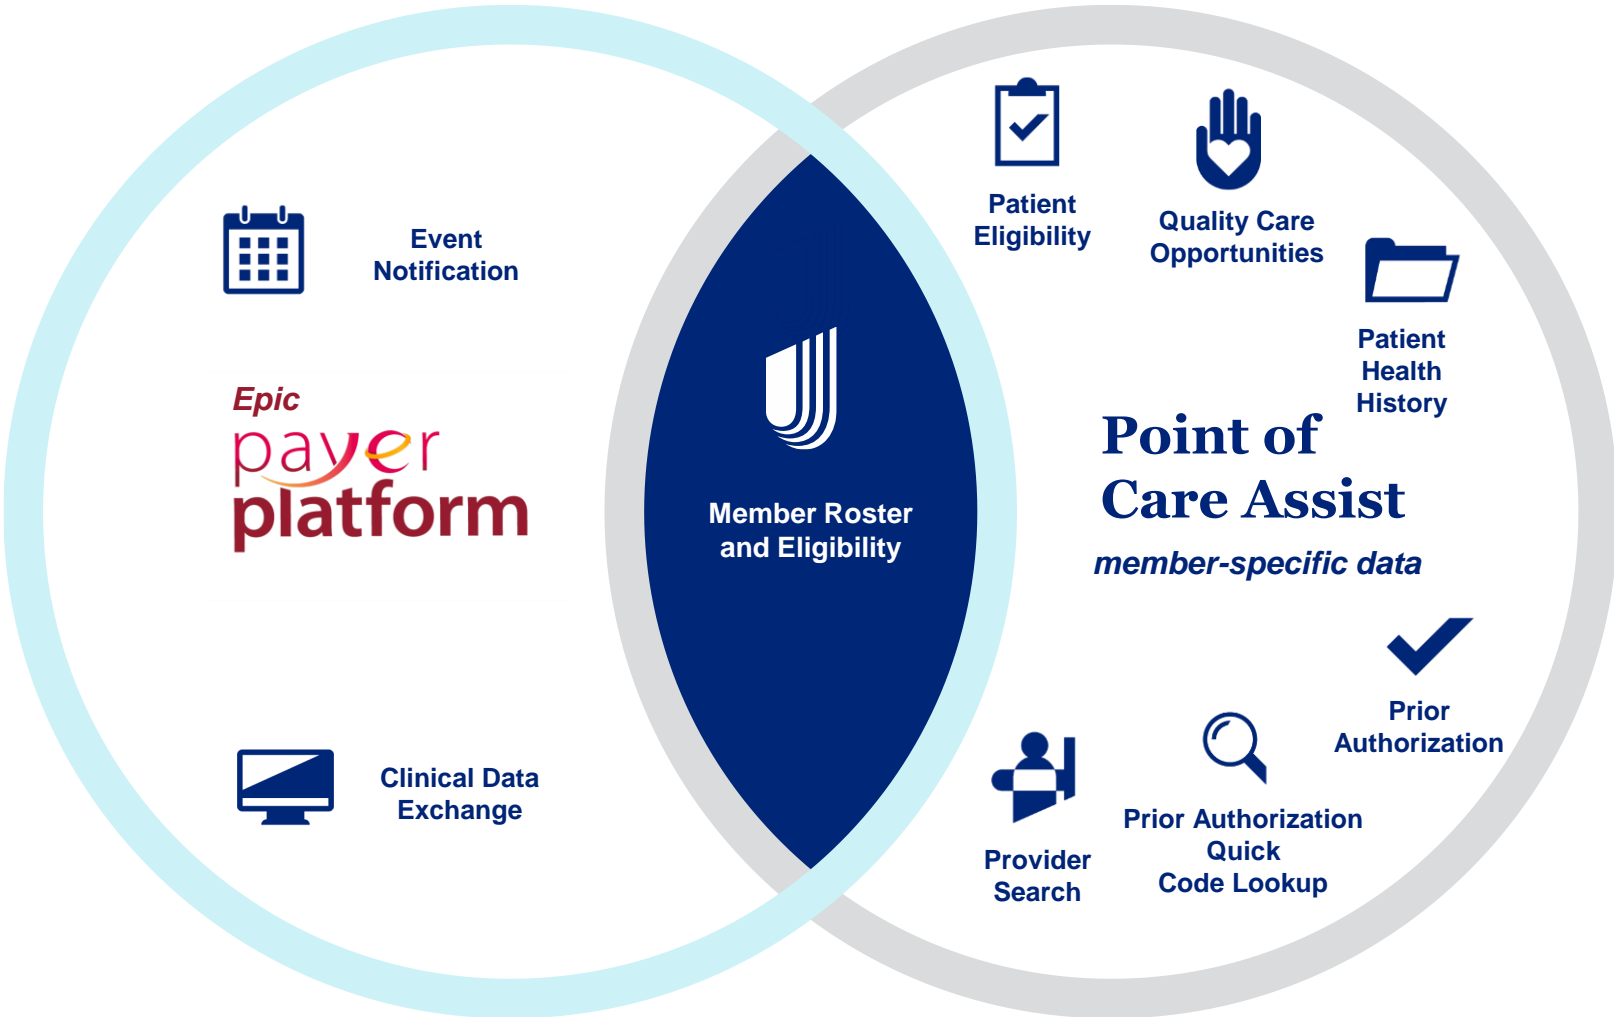 Event
Notification
Epic
payer
platform
Clinical Data
Exchange
Member Roster
and Eligibility
Patient
Eligibility
Quality Care
Opportunities
Patient
Health
History
Point of
Care Assist
member-specific data
Prior
Authorization
Prior Authorization
Quick
Code Lookup
Provider
Search